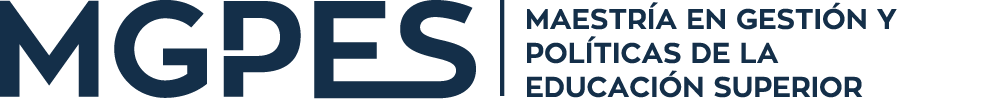 MGPES
MAESTRÍA EN GESTIÓN Y
POLÍTICAS DE LA
EDUCACIÓN SUPERIOR